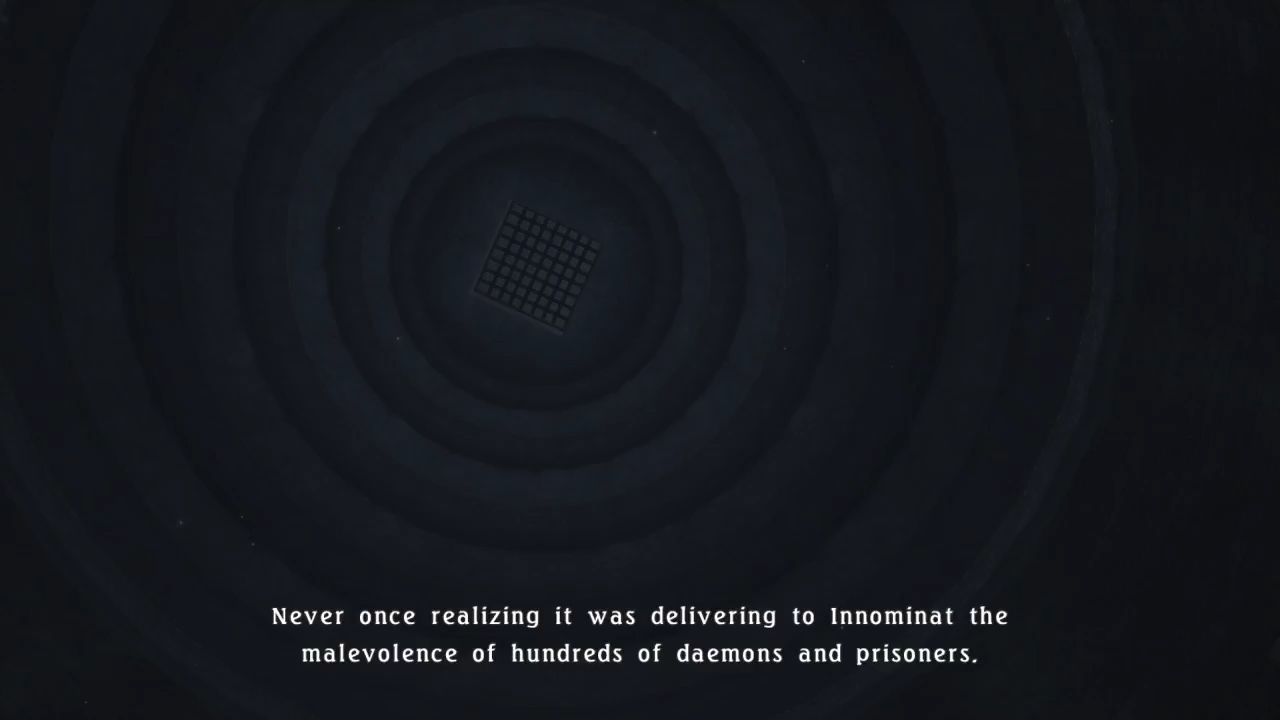 Never once realizing it was delivering to Innominat the
malevolence of hundreds of daemons and prisoners.